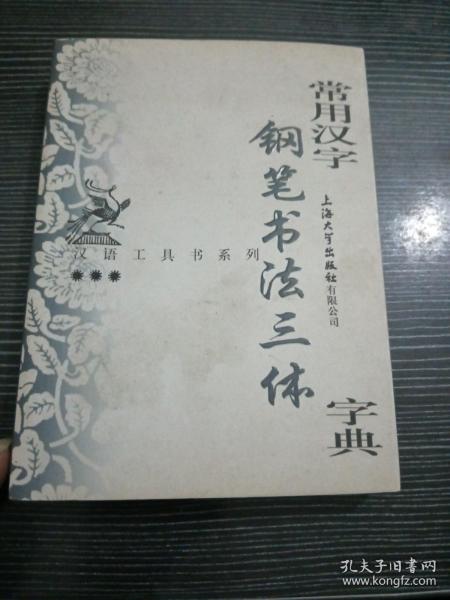 常用汉字
钢笔书法三体
字典
上海大学出版社有限公司
汉语工具书系列
孔夫子旧书网
www.kongfz.com